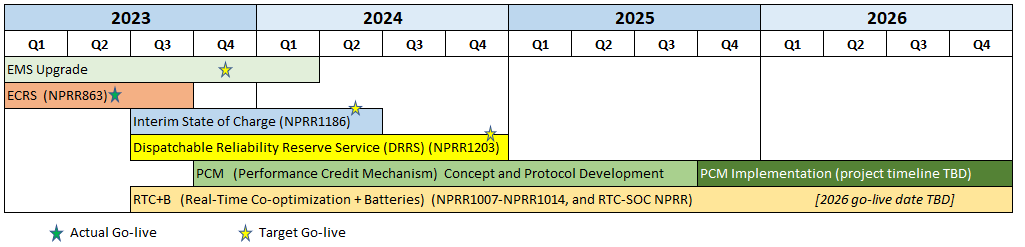 2023 2024 2025 2026
Q1 Q2 Q3 Q4 Q1 Q2 Q3 Q4 Q1 Q2 Q3 Q4 Q1 Q2 Q3 Q4
EMS Upgrade
ECRS (NPRR863)
Interim State of Charge (NPRR1186)
Dispatchable Reliability Reserve Service (DRRS) (NPRR1203)
PCM (Performance Credit Mechanism) Concept and Protocol Development PCM Implementation (project timeline TBD)
RTC+B (Real-Time Co-optimization + Batteries) (NPRR1007-NPRR1014, and RTC-SOC NPRR) [2026 go-live date TBD]
Actual Go-live Target Go-live